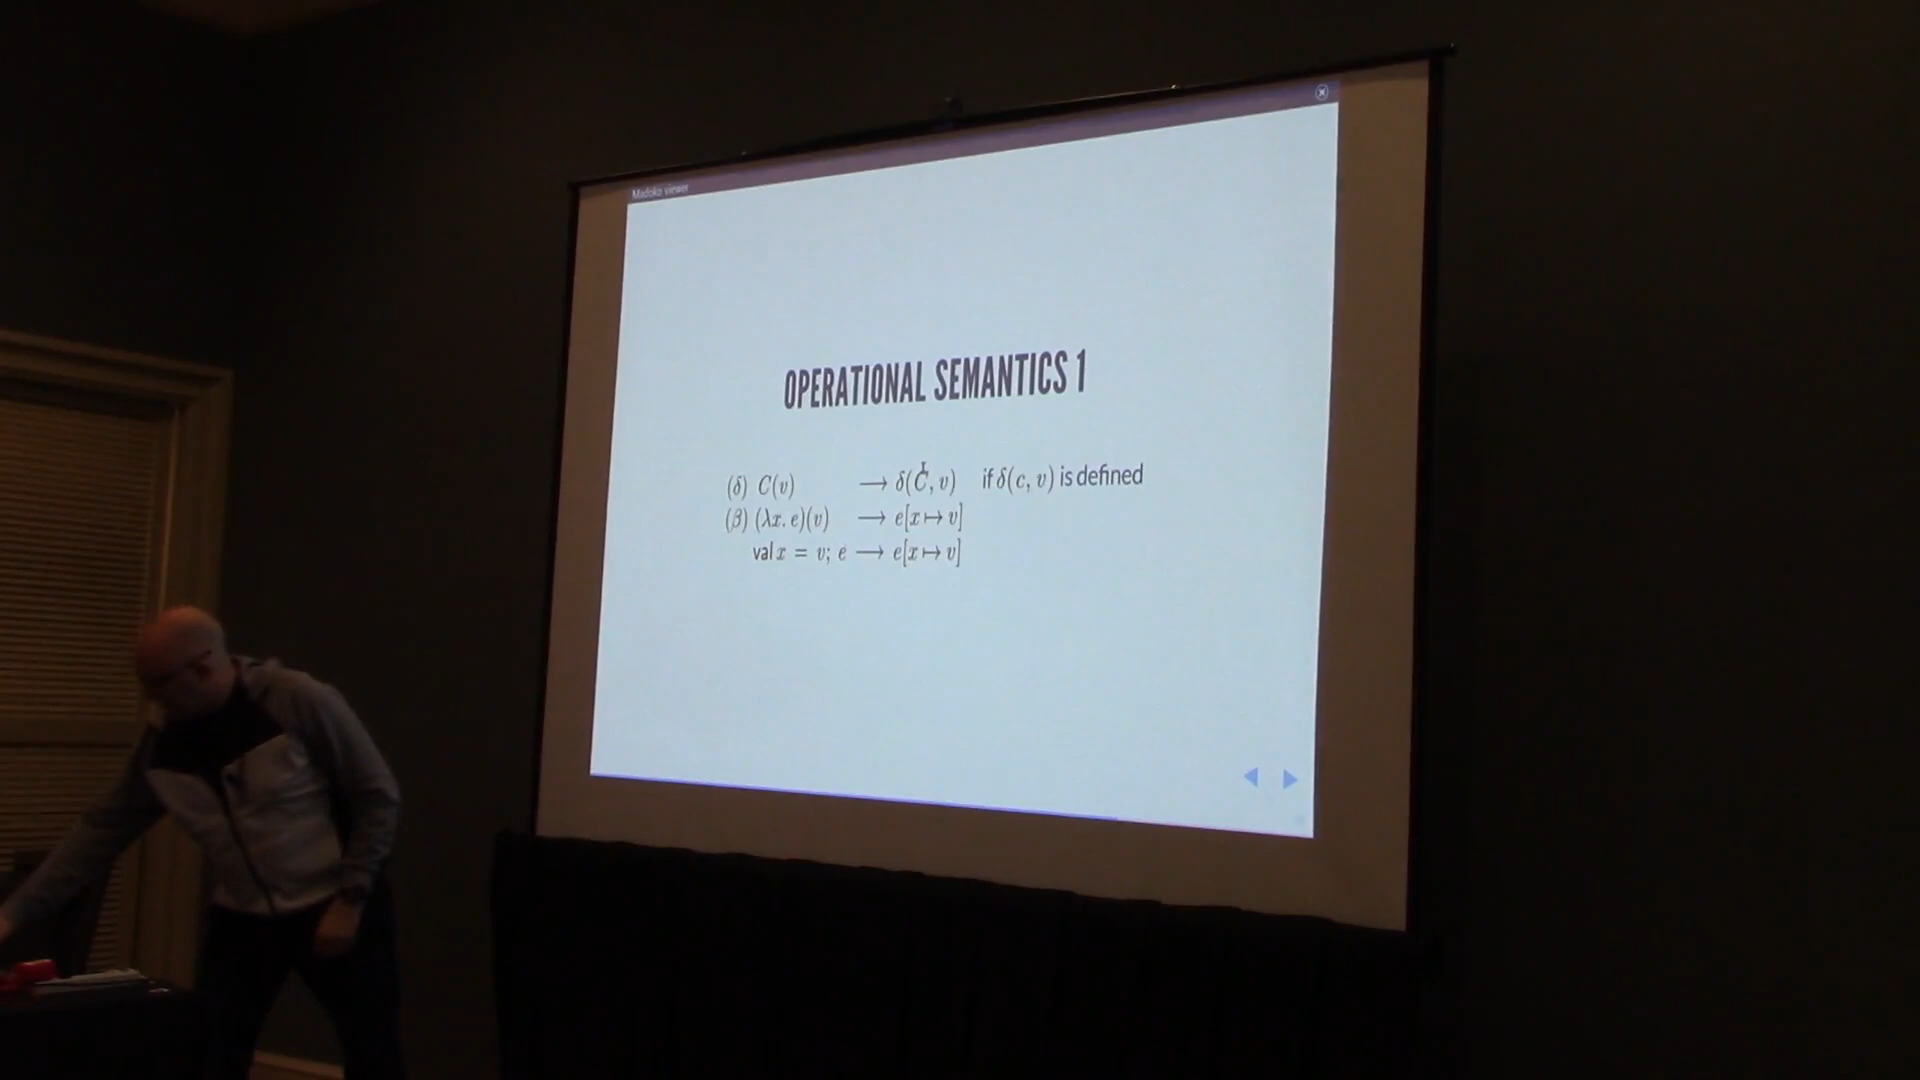 Madoko viewer
OPERATIONAL SEMANTICS 1
(δ) C(v) ⟶ δ(C, v) if δ(c, v) is defined
(β) (λx. e)(v) ⟶ e[x ↦ v]
val x = v; e ⟶ e[x ↦ v]